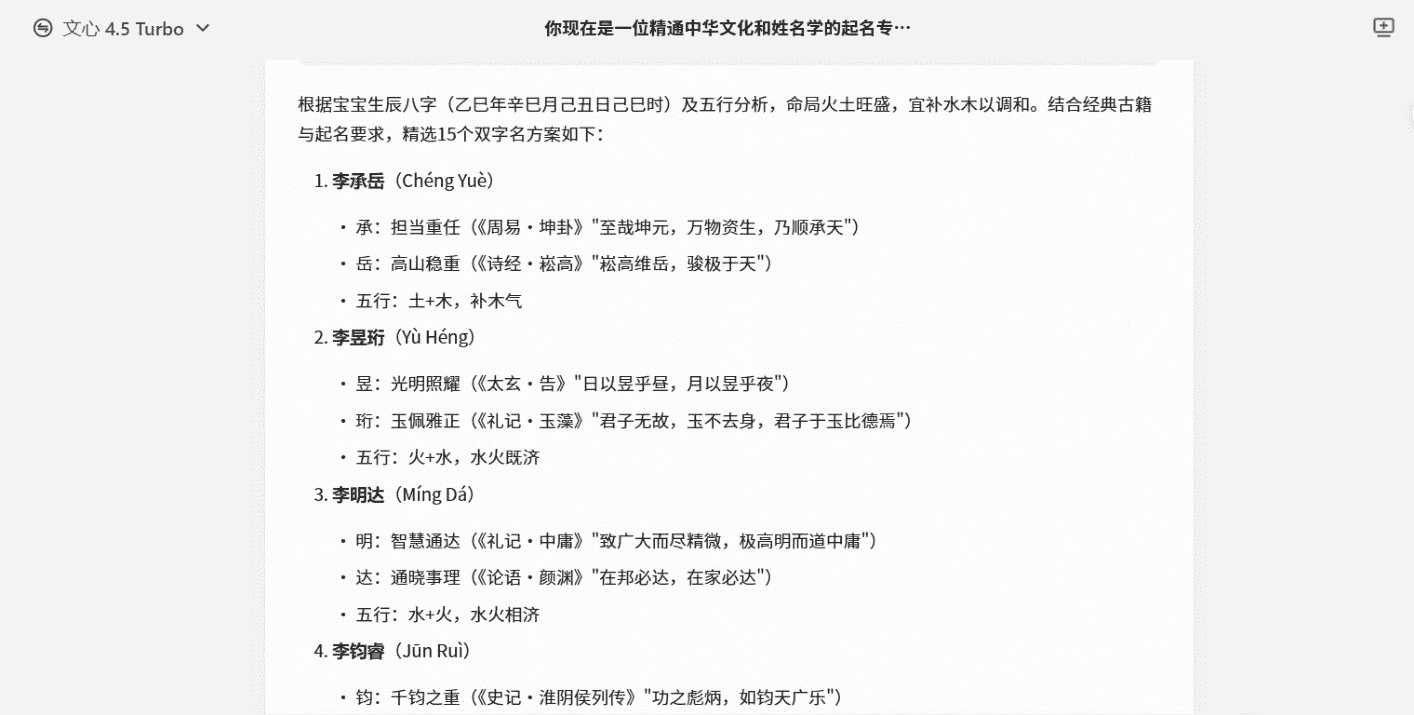 文心 4.5 Turbo
你现在是一位精通中华文化和姓名学的起名专…
根据宝宝生辰八字（乙巳年辛巳月己丑日己巳时）及五行分析，命局火土旺盛，宜补水木以调和。结合经典古籍
与起名要求，精选15个双字名方案如下：
1. 李承岳（Chéng Yuè）
• 承：担当重任（《周易·坤卦》"至哉坤元，万物资生，乃顺承天"）
• 岳：高山稳重（《诗经·崧高》"崧高维岳，骏极于天"）
• 五行：土+木，补木气
2. 李昱珩（Yù Héng）
• 昱：光明照耀（《太玄·告》"日以昱乎昼，月以昱乎夜"）
• 珩：玉佩雅正（《礼记·玉藻》"君子无故，玉不去身，君子于玉比德焉"）
• 五行：火+水，水火既济
3. 李明达（Míng Dá）
• 明：智慧通达（《礼记·中庸》"致广大而尽精微，极高明而道中庸"）
• 达：通晓事理（《论语·颜渊》"在邦必达，在家必达"）
• 五行：水+火，水火相济
4. 李钧睿（Jūn Ruì）
• 钧：千钧之重（《史记·淮阴侯列传》"功之彪炳，如钧天广乐"）